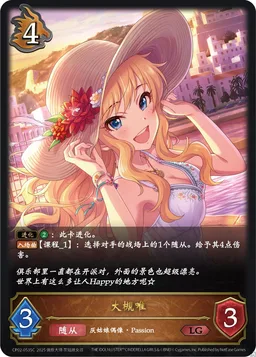 4
进化 2 ：此卡进化。
入场曲 【课程_1】：选择对手的战场上的1个随从。给予其4点伤害。
俱乐部里一直都在开派对，外面的景色也超级漂亮。
世界上有这么多让人Happy的地方呢☆
大槻唯
3
随从
灰姑娘偶像・Passion
LG
3